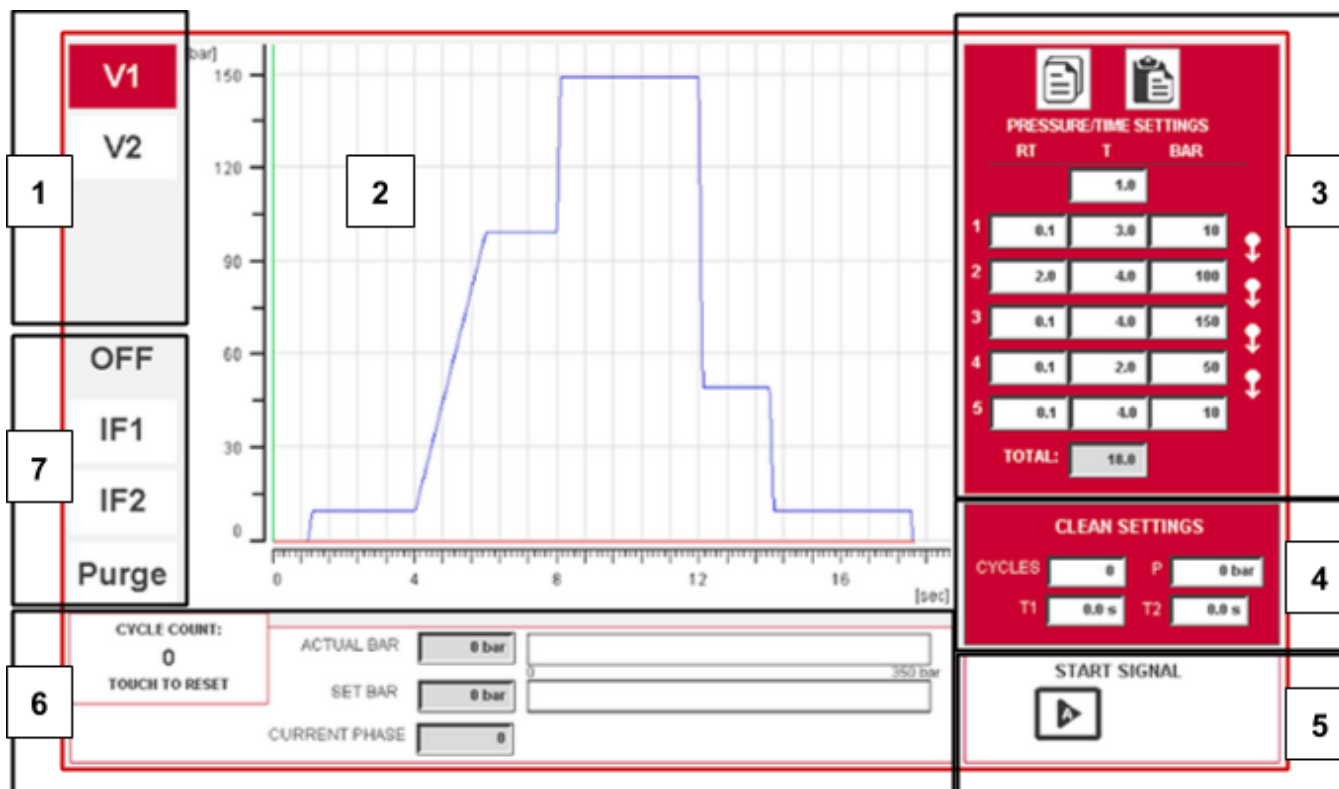 V1
V2
1
OFF
IF1
IF2
Purge
7
bar]
150
120
90
60
30
0
2
0
4
8
12
16
[sec]
PRESSURE/TIME SETTINGS
RT T BAR
1.0
1 0.1 3.0 10
2 2.0 4.0 100
3 0.1 4.0 150
4 0.1 2.0 50
5 0.1 4.0 10
TOTAL: 18.0
3
CLEAN SETTINGS
CYCLES 0 P 0 bar
T1 0.0 s T2 0.0 s
4
START SIGNAL
A
5
CYCLE COUNT:
0
TOUCH TO RESET
6
ACTUAL BAR 0 bar
0 350 bar
SET BAR 0 bar
CURRENT PHASE 0